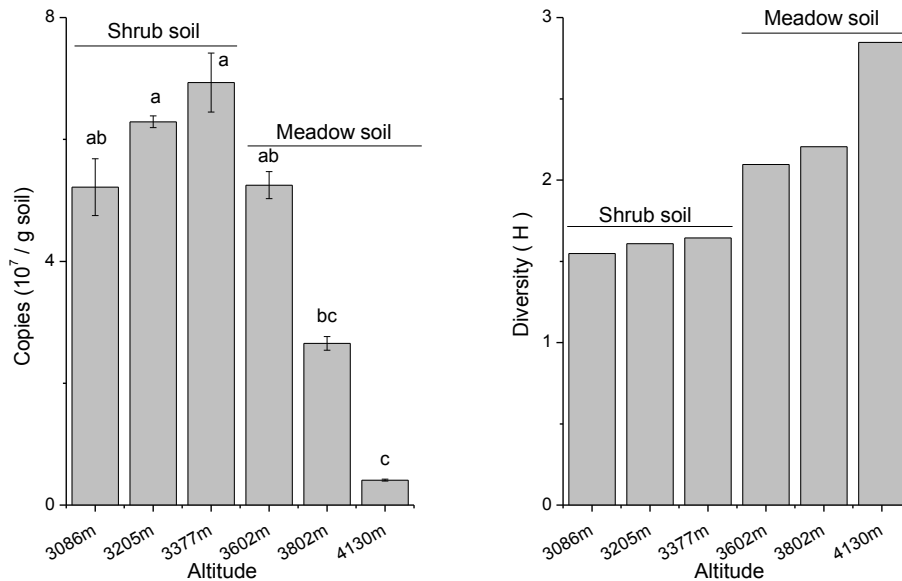 8
4
0
Copies (10⁷ / g soil)
Shrub soil
Meadow soil
ab
a
a
ab
bc
c
3086m
3205m
3377m
3602m
3802m
4130m
Altitude
3
2
1
0
Diversity ( H )
Meadow soil
Shrub soil
3086m
3205m
3377m
3602m
3802m
4130m
Altitude